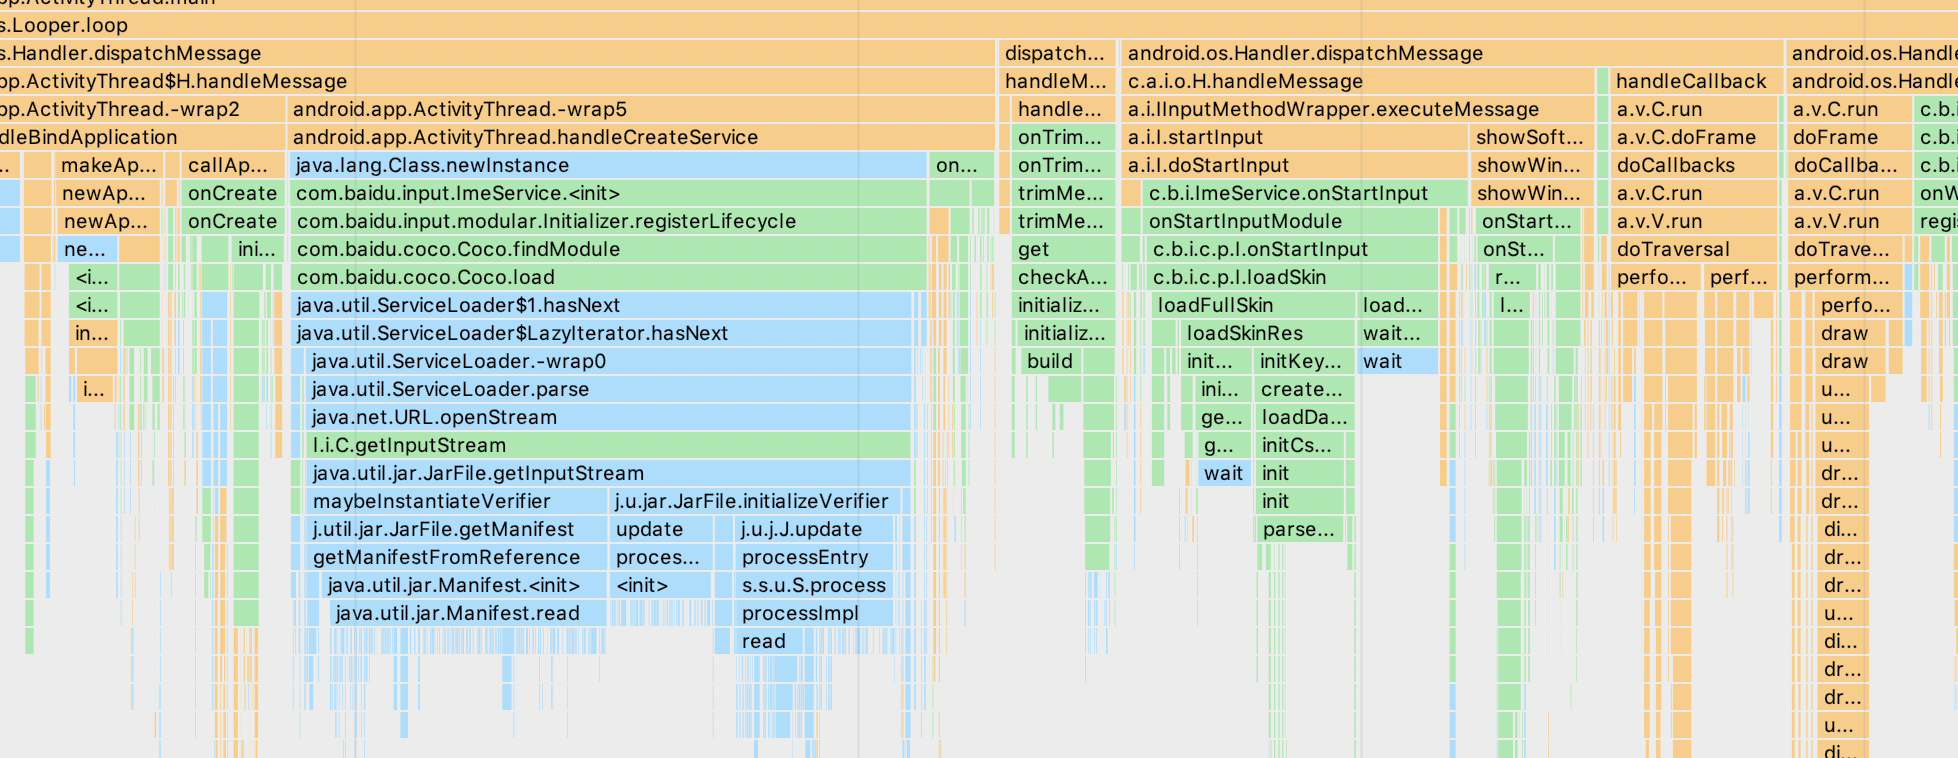 pp.ActivityThread.main
s.Looper.loop
s.Handler.dispatchMessage dispatch... android.os.Handler.dispatchMessage android.os.Handle
pp.ActivityThread$H.handleMessage handleM... c.a.i.o.H.handleMessage handleCallback android.os.Handle
pp.ActivityThread.-wrap2 android.app.ActivityThread.-wrap5 handle... a.i.IInputMethodWrapper.executeMessage a.v.C.run a.v.C.run c.b.i
dleBindApplication android.app.ActivityThread.handleCreateService onTrim... a.i.I.startInput showSoft... a.v.C.doFrame doFrame c.b.
... makeAp... callAp... java.lang.Class.newInstance on... onTrim... a.i.I.doStartInput showWin... doCallbacks doCallba... c.b.
newAp... onCreate com.baidu.input.ImeService.<init> trimMe... c.b.i.ImeService.onStartInput showWin... a.v.C.run a.v.C.run onW
newAp... onCreate com.baidu.input.modular.Initializer.registerLifecycle trimMe... onStartInputModule onStart... a.v.V.run a.v.V.run regi
ne... ini... com.baidu.coco.Coco.findModule get c.b.i.c.p.I.onStartInput onSt... doTraversal doTrave...
<i... com.baidu.coco.Coco.load checkA... c.b.i.c.p.I.loadSkin r... perfo... perf... perform...
<i... java.util.ServiceLoader$1.hasNext initializ... loadFullSkin load... l... perfo...
in... java.util.ServiceLoader$LazyIterator.hasNext initializ... loadSkinRes wait... draw
java.util.ServiceLoader.-wrap0 build init... initKey... wait draw
i... java.util.ServiceLoader.parse ini... create... u...
java.net.URL.openStream ge... loadDa... u...
l.i.C.getInputStream g... initCs... u...
java.util.jar.JarFile.getInputStream wait init dr...
maybeInstantiateVerifier j.u.jar.JarFile.initializeVerifier init dr...
j.util.jar.JarFile.getManifest update j.u.j.J.update parse... di...
getManifestFromReference proces... processEntry dr...
java.util.jar.Manifest.<init> <init> s.s.u.S.process dr...
java.util.jar.Manifest.read processImpl u...
read di...
dr...
dr...
u...
di...